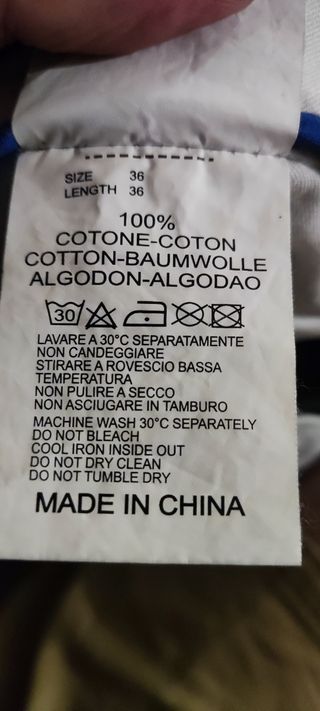 SIZE 36
LENGTH 36
100%
COTONE-COTON
COTTON-BAUMWOLLE
ALGODON-ALGODAO
30
LAVARE A 30°C SEPARATAMENTE
NON CANDEGGIARE
STIRARE A ROVESCIO BASSA
TEMPERATURA
NON PULIRE A SECCO
NON ASCIUGARE IN TAMBURO
MACHINE WASH 30°C SEPARATELY
DO NOT BLEACH
COOL IRON INSIDE OUT
DO NOT DRY CLEAN
DO NOT TUMBLE DRY
MADE IN CHINA